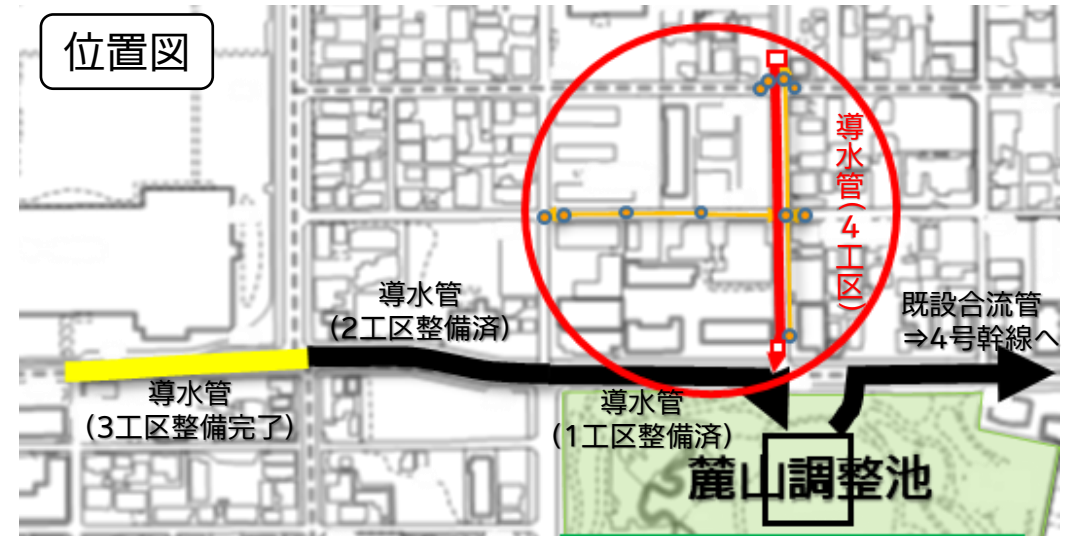 位置図
導水管(4工区)
導水管
(2工区整備済)
既設合流管
⇒4号幹線へ
導水管
(3工区整備完了)
導水管
(1工区整備済)
麓山調整池